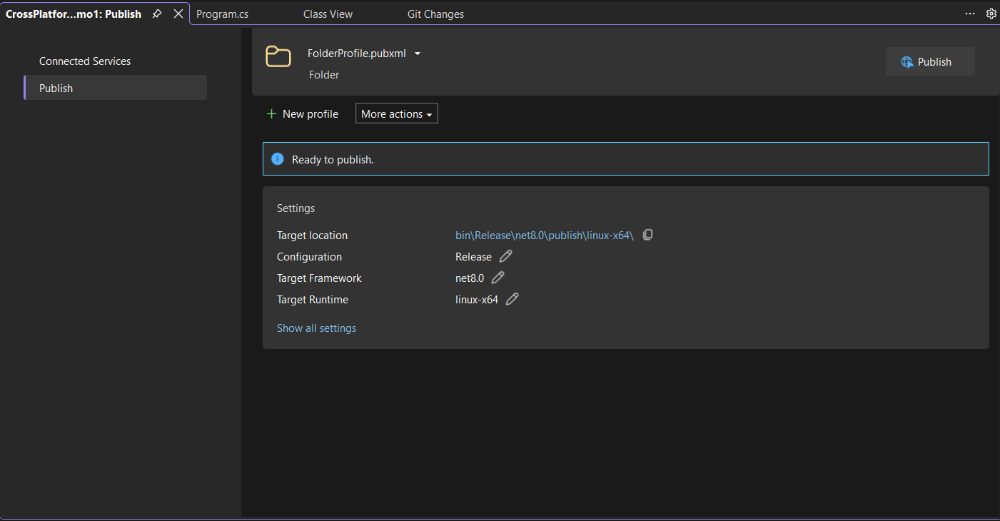 CrossPlatfor...mo1: Publish
Program.cs
Class View
Git Changes
Connected Services
Publish
FolderProfile.pubxml
Folder
Publish
New profile
More actions
Ready to publish.
Settings
Target location bin\Release\net8.0\publish\linux-x64\
Configuration Release
Target Framework net8.0
Target Runtime linux-x64
Show all settings